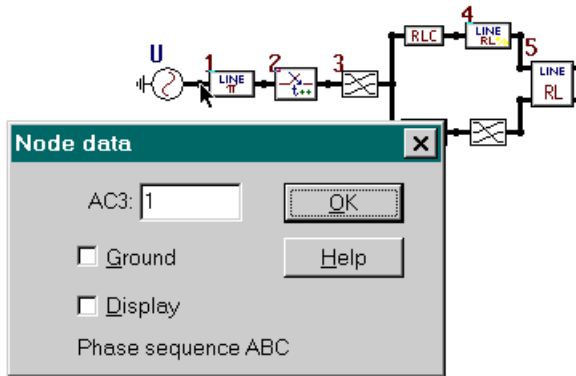 4
RLC
LINE
RL
5
U
1
2
3
LINE
RL
LINE
π
t++
Node data
AC3: 1
OK
Ground
Help
Display
Phase sequence ABC